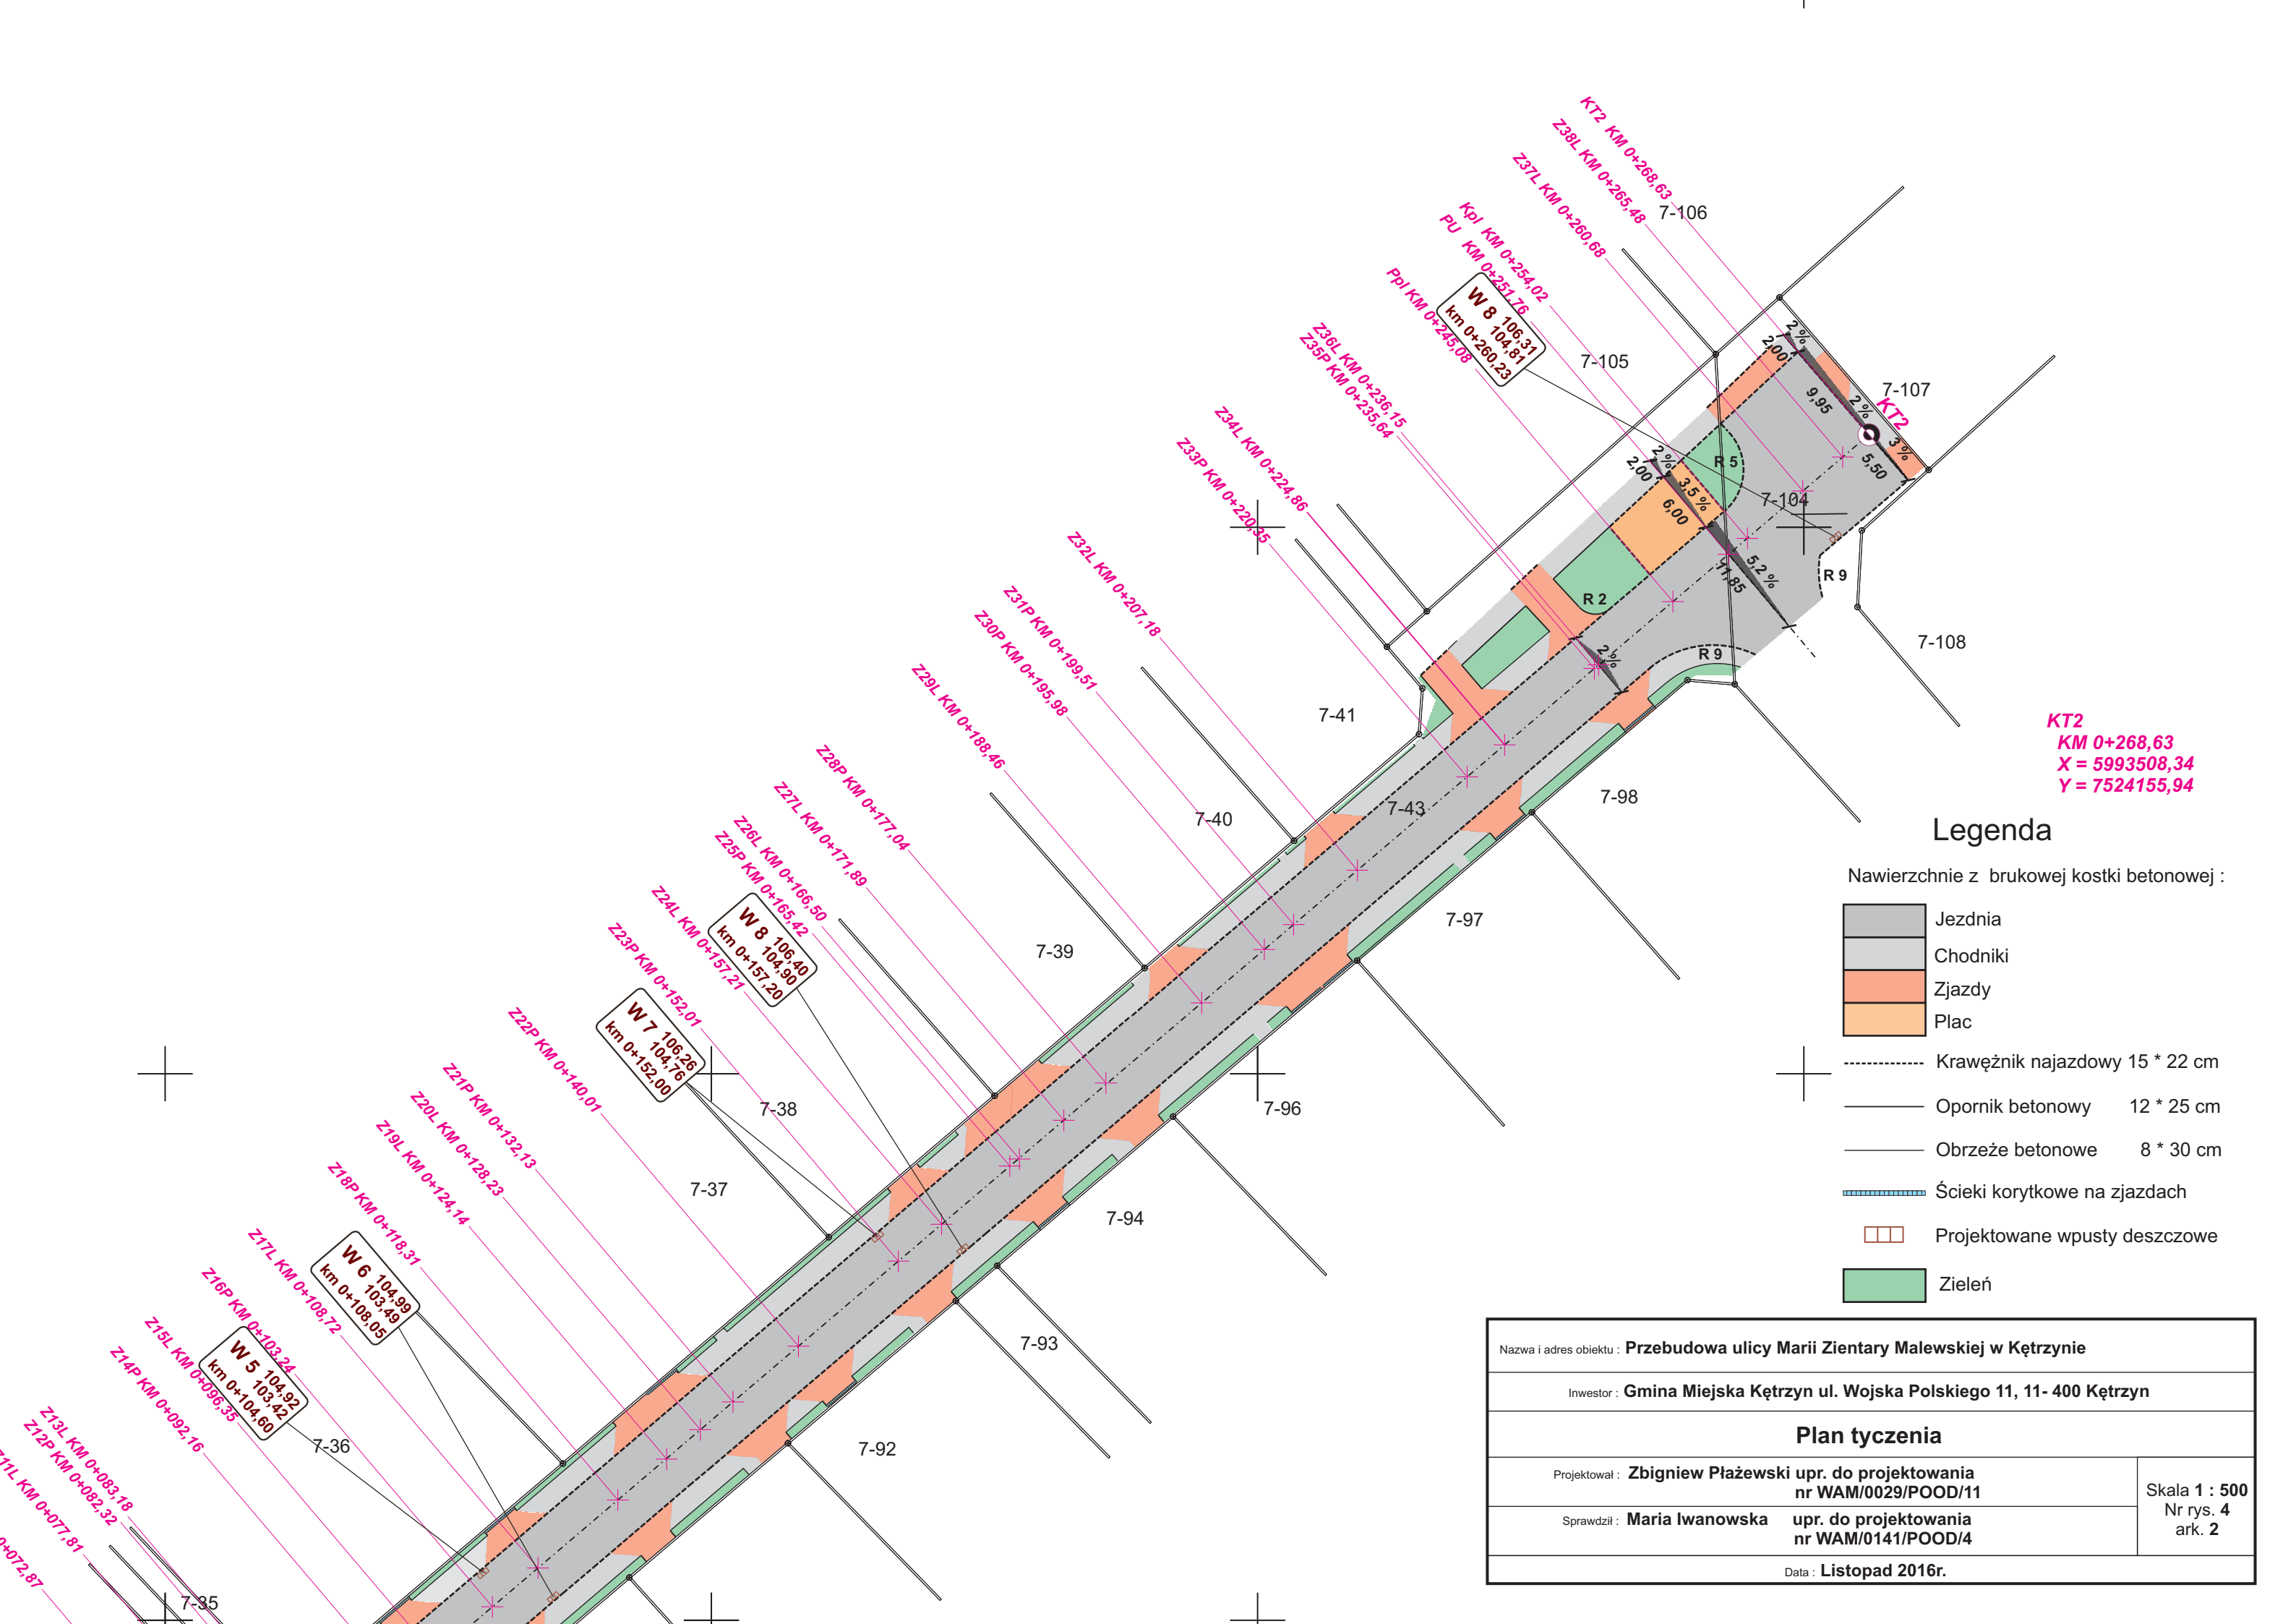 KT2 KM 0+268,63
Z38L KM 0+265,48
Z37L KM 0+260,68
Kpl KM 0+254,02
PU KM 0+251,76
Ppl KM 0+245,08
Z36L KM 0+236,15
Z35P KM 0+235,64
Z34L KM 0+224,86
Z33P KM 0+220,35
Z32L KM 0+207,18
Z31P KM 0+199,51
Z30P KM 0+195,98
Z29L KM 0+188,46
Z28P KM 0+177,04
Z27L KM 0+171,89
Z26L KM 0+166,50
Z25P KM 0+165,42
Z24L KM 0+157,21
Z23P KM 0+152,01
Z22P KM 0+140,01
Z21P KM 0+132,13
Z20L KM 0+128,23
Z19L KM 0+124,14
Z18P KM 0+118,31
Z17L KM 0+108,72
Z16P KM 0+103,24
Z15L KM 0+096,35
Z14P KM 0+092,16
Z13L KM 0+083,18
Z12P KM 0+082,32
Z11L KM 0+077,81
0+072,87
W 8 106,31
104,81
km 0+260,23
W 8 106,40
104,90
km 0+157,20
W 7 106,26
104,76
km 0+152,00
W 6 104,99
103,49
km 0+108,05
W 5 104,92
103,42
km 0+104,60
7-106
7-105
7-107
7-104
7-108
7-41
7-40
7-43
7-98
7-39
7-97
7-38
7-96
7-37
7-94
7-93
7-36
7-92
7-35
2 %
2,00
9,95
2 %
KT2
3 %
5,50
R 5
2 %
2,00
3,5 %
6,00
5,2 %
11,85
R 9
R 2
R 9
2 %
KT2
KM 0+268,63
X = 5993508,34
Y = 7524155,94
Legenda
Nawierzchnie z brukowej kostki betonowej :
Jezdnia
Chodniki
Zjazdy
Plac
Krawężnik najazdowy 15 * 22 cm
Opornik betonowy 12 * 25 cm
Obrzeże betonowe 8 * 30 cm
Ścieki korytkowe na zjazdach
Projektowane wpusty deszczowe
Zieleń
Nazwa i adres obiektu : Przebudowa ulicy Marii Zientary Malewskiej w Kętrzynie
Inwestor : Gmina Miejska Kętrzyn ul. Wojska Polskiego 11, 11- 400 Kętrzyn
Plan tyczenia
Projektował : Zbigniew Płażewski upr. do projektowania
nr WAM/0029/POOD/11
Sprawdził : Maria Iwanowska upr. do projektowania
nr WAM/0141/POOD/4
Skala 1 : 500
Nr rys. 4
ark. 2
Data : Listopad 2016r.